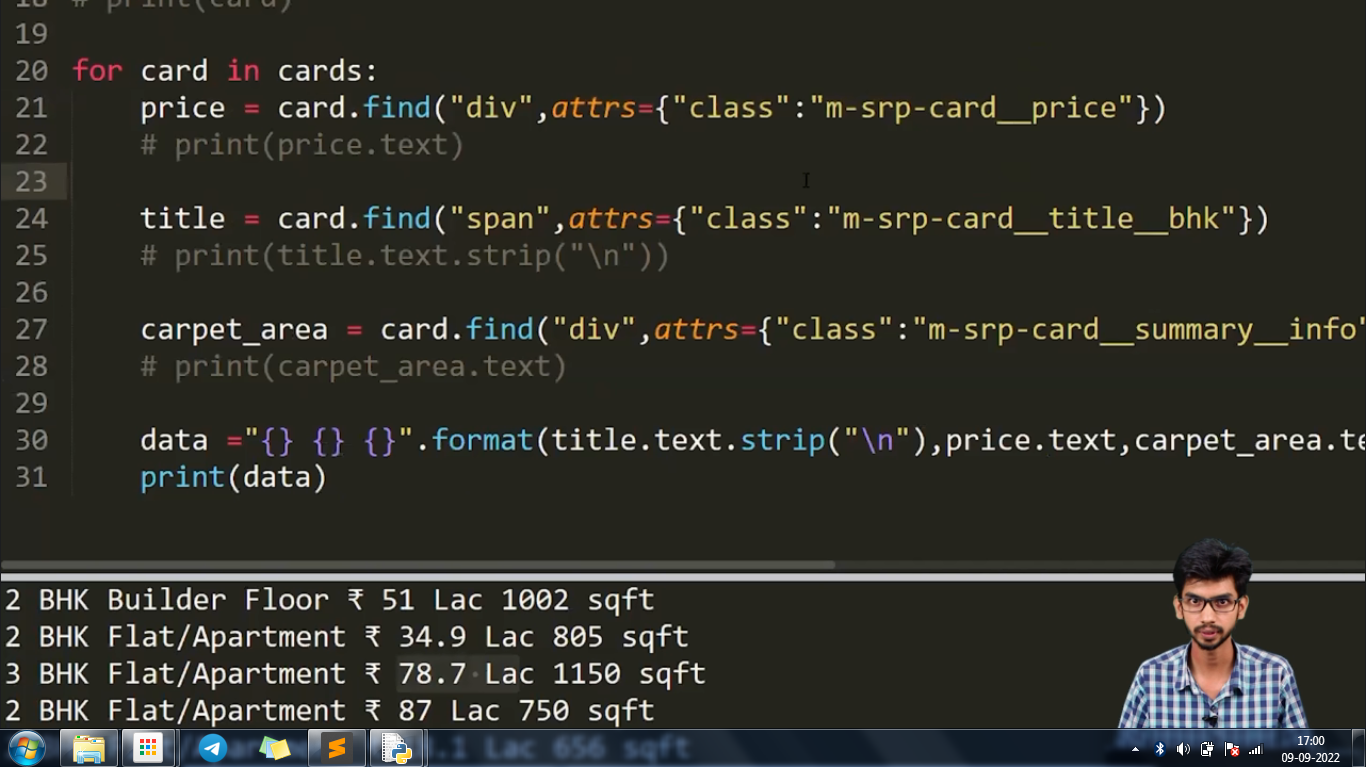 18 # print(card)
19
20 for card in cards:
21 price = card.find("div",attrs={"class":"m-srp-card__price"})
22 # print(price.text)
23
24 title = card.find("span",attrs={"class":"m-srp-card__title__bhk"})
25 # print(title.text.strip("\n"))
26
27 carpet_area = card.find("div",attrs={"class":"m-srp-card__summary__info"
28 # print(carpet_area.text)
29
30 data ="{} {} {}".format(title.text.strip("\n"),price.text,carpet_area.te
31 print(data)
2 BHK Builder Floor ₹ 51 Lac 1002 sqft
2 BHK Flat/Apartment ₹ 34.9 Lac 805 sqft
3 BHK Flat/Apartment ₹ 78.7 Lac 1150 sqft
2 BHK Flat/Apartment ₹ 87 Lac 750 sqft
.1 Lac 656 sqft
17:00
09-09-2022